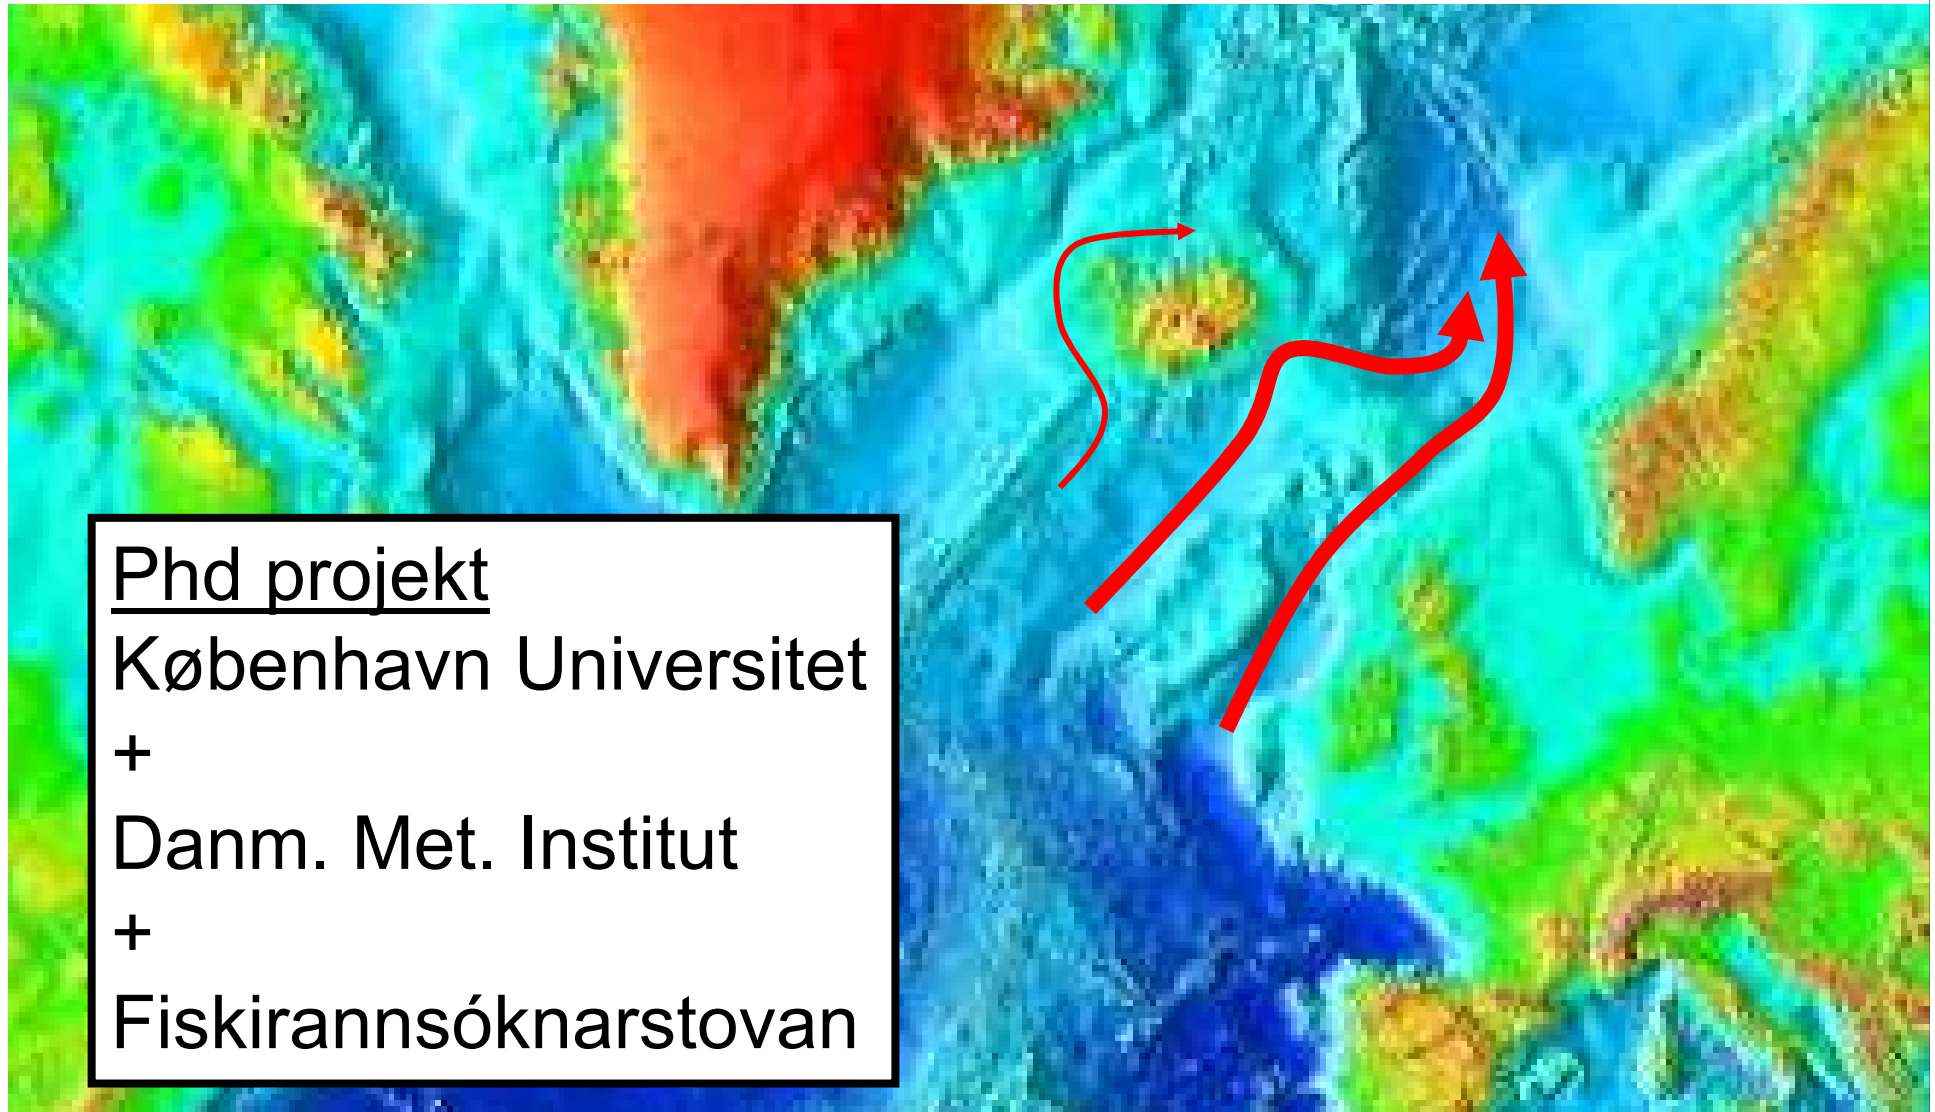 Phd projekt
København Universitet
+
Danm. Met. Institut
+
Fiskirannsóknarstovan